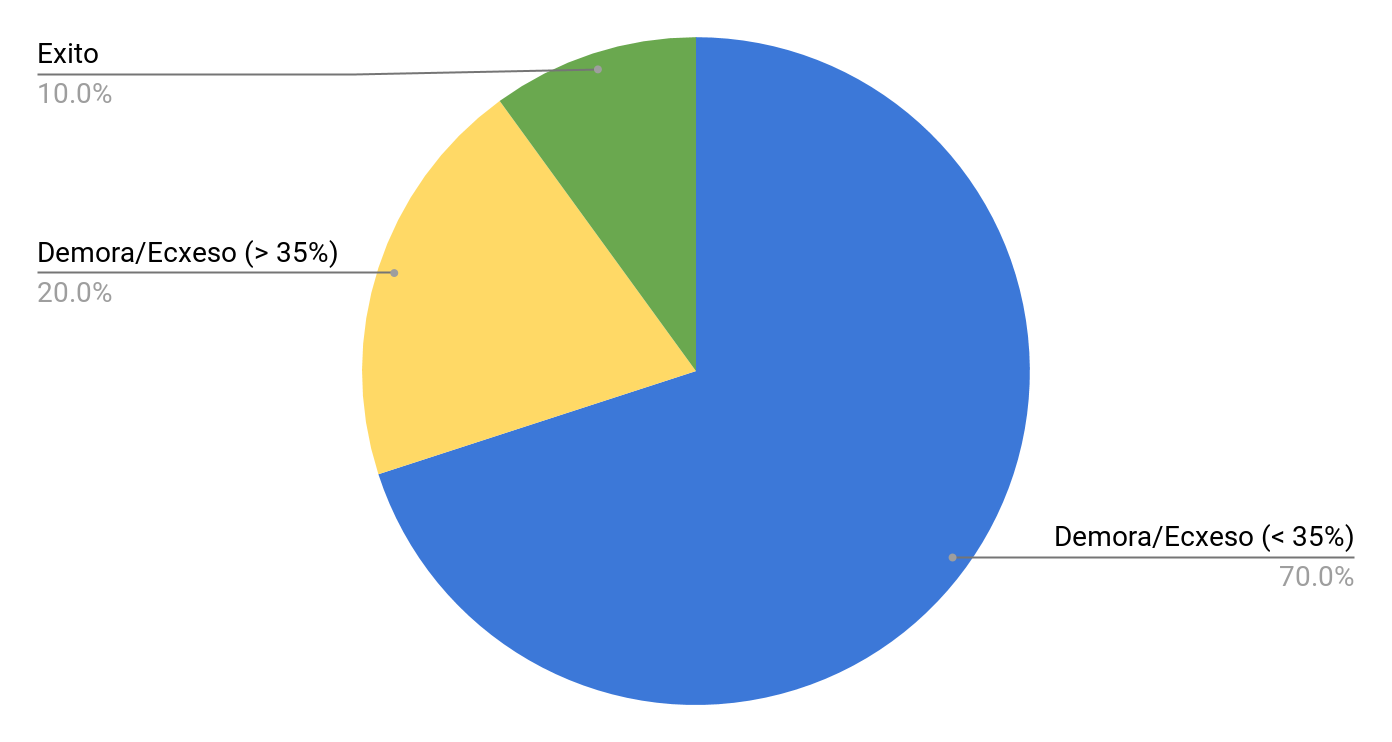 Exito
10.0%
Demora/Ecxeso (> 35%)
20.0%
Demora/Ecxeso (< 35%)
70.0%